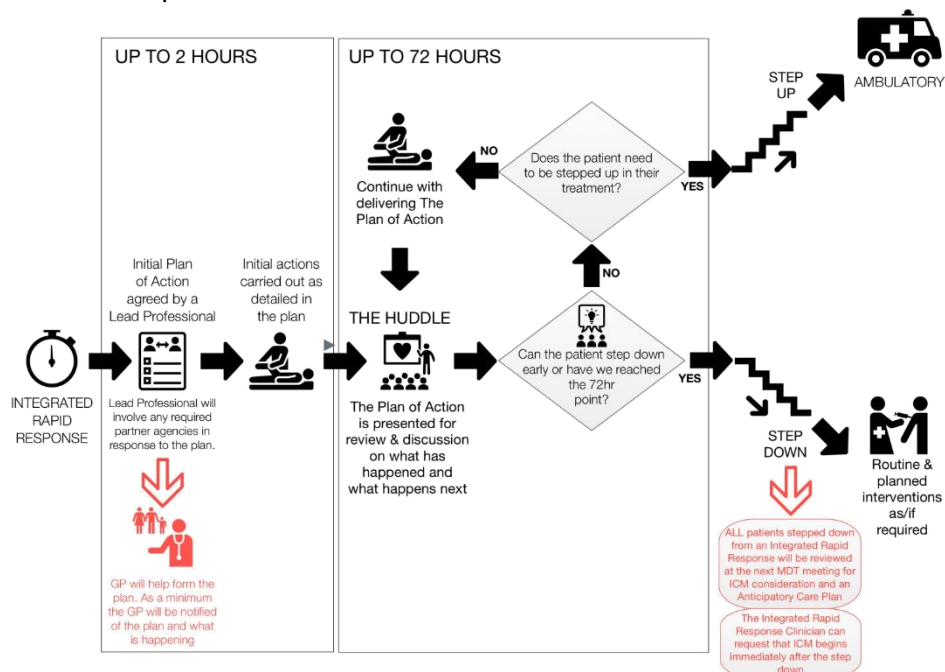 UP TO 2 HOURS
UP TO 72 HOURS
STEP
UP
AMBULATORY
NO
Does the patient need
to be stepped up in their
treatment?
YES
Continue with
delivering The
Plan of Action
Initial Plan
of Action
agreed by a
Lead Professional
Initial actions
carried out as
detailed in
the plan
NO
THE HUDDLE
Can the patient step down
early or have we reached
the 72hr
point?
YES
INTEGRATED
RAPID
RESPONSE
Lead Professional will
involve any required
partner agencies in
response to the plan.
The Plan of Action
is presented for
review & discussion
on what has
happened and
what happens next
STEP
DOWN
Routine &
planned
interventions
as/if
required
GP will help form the
plan. As a minimum
the GP will be notified
of the plan and what
is happening
ALL patients stepped down
from an Integrated Rapid
Response will be reviewed
at the next MDT meeting for
ICM consideration and an
Anticipatory Care Plan
The Integrated Rapid
Response Clinician can
request that ICM begins
immediately after the step
down